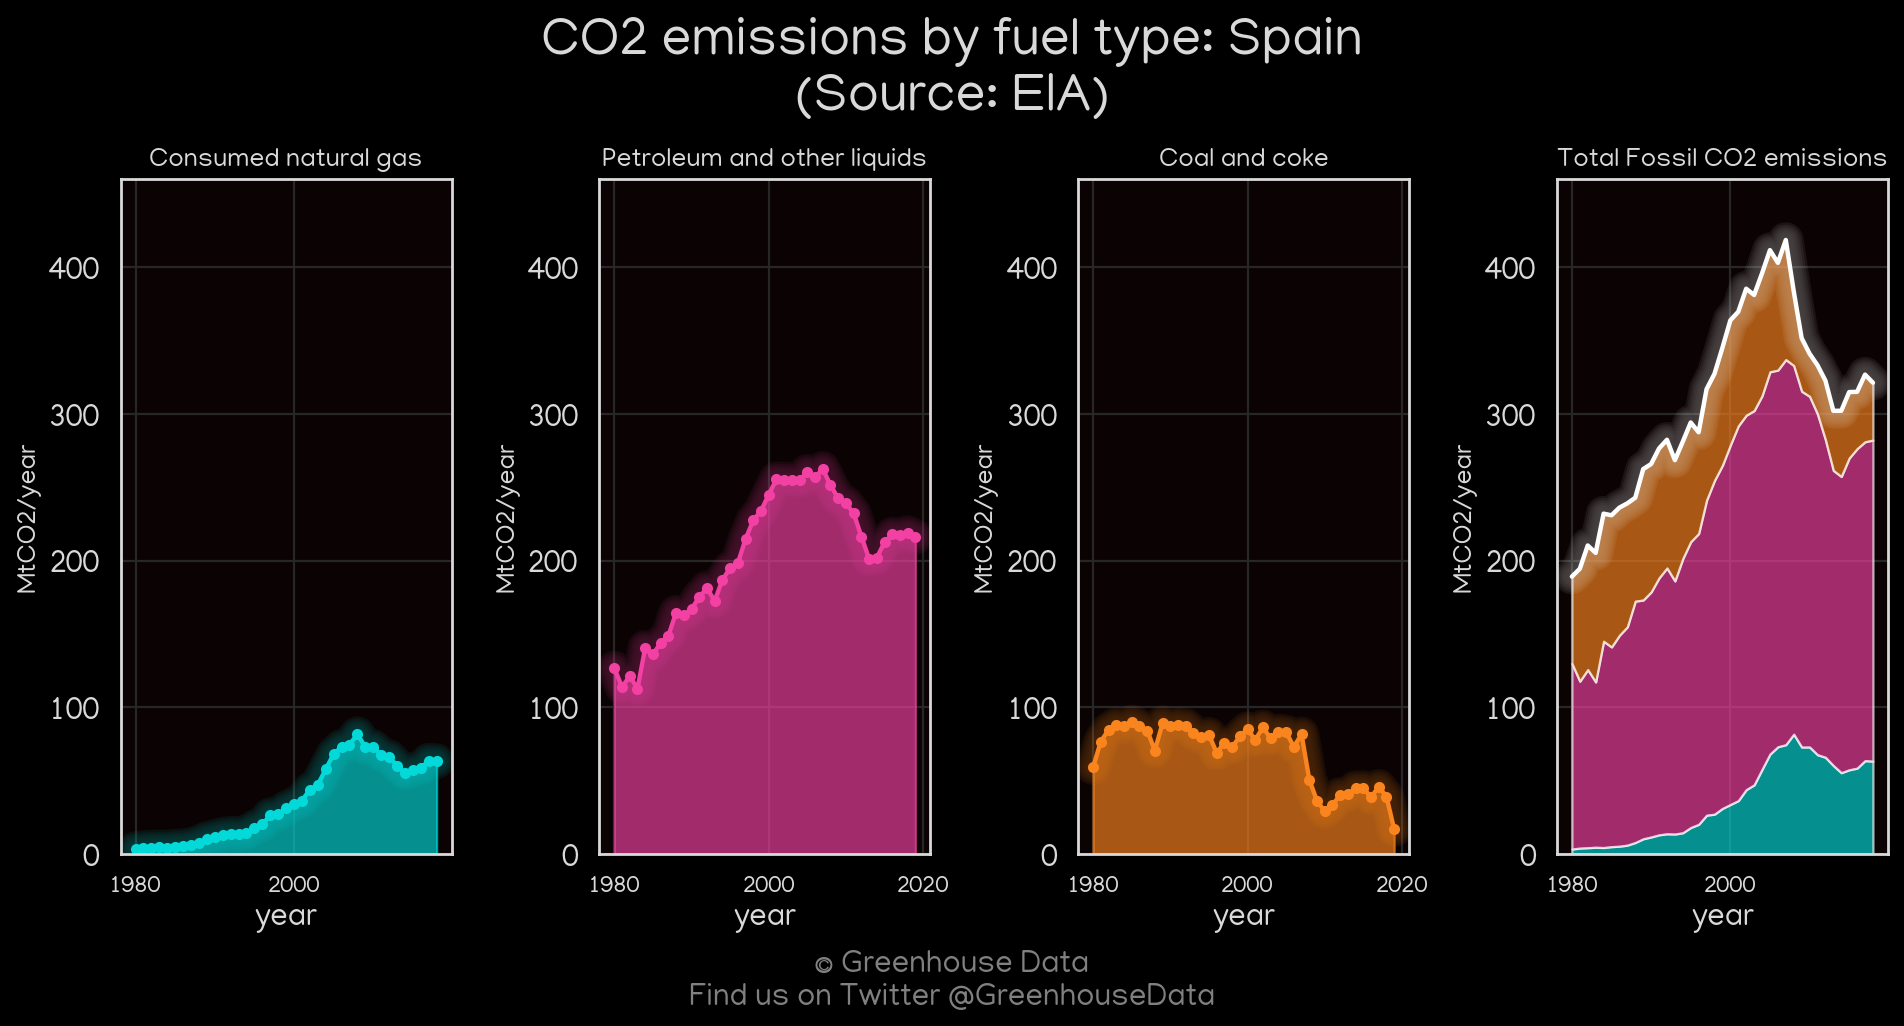 CO2 emissions by fuel type: Spain
(Source: EIA)
Consumed natural gas
MtCO2/year
400
300
200
100
0
1980 2000
year
Petroleum and other liquids
MtCO2/year
400
300
200
100
0
1980 2000 2020
year
Coal and coke
MtCO2/year
400
300
200
100
0
1980 2000 2020
year
Total Fossil CO2 emissions
MtCO2/year
400
300
200
100
0
1980 2000
year
© Greenhouse Data
Find us on Twitter @GreenhouseData